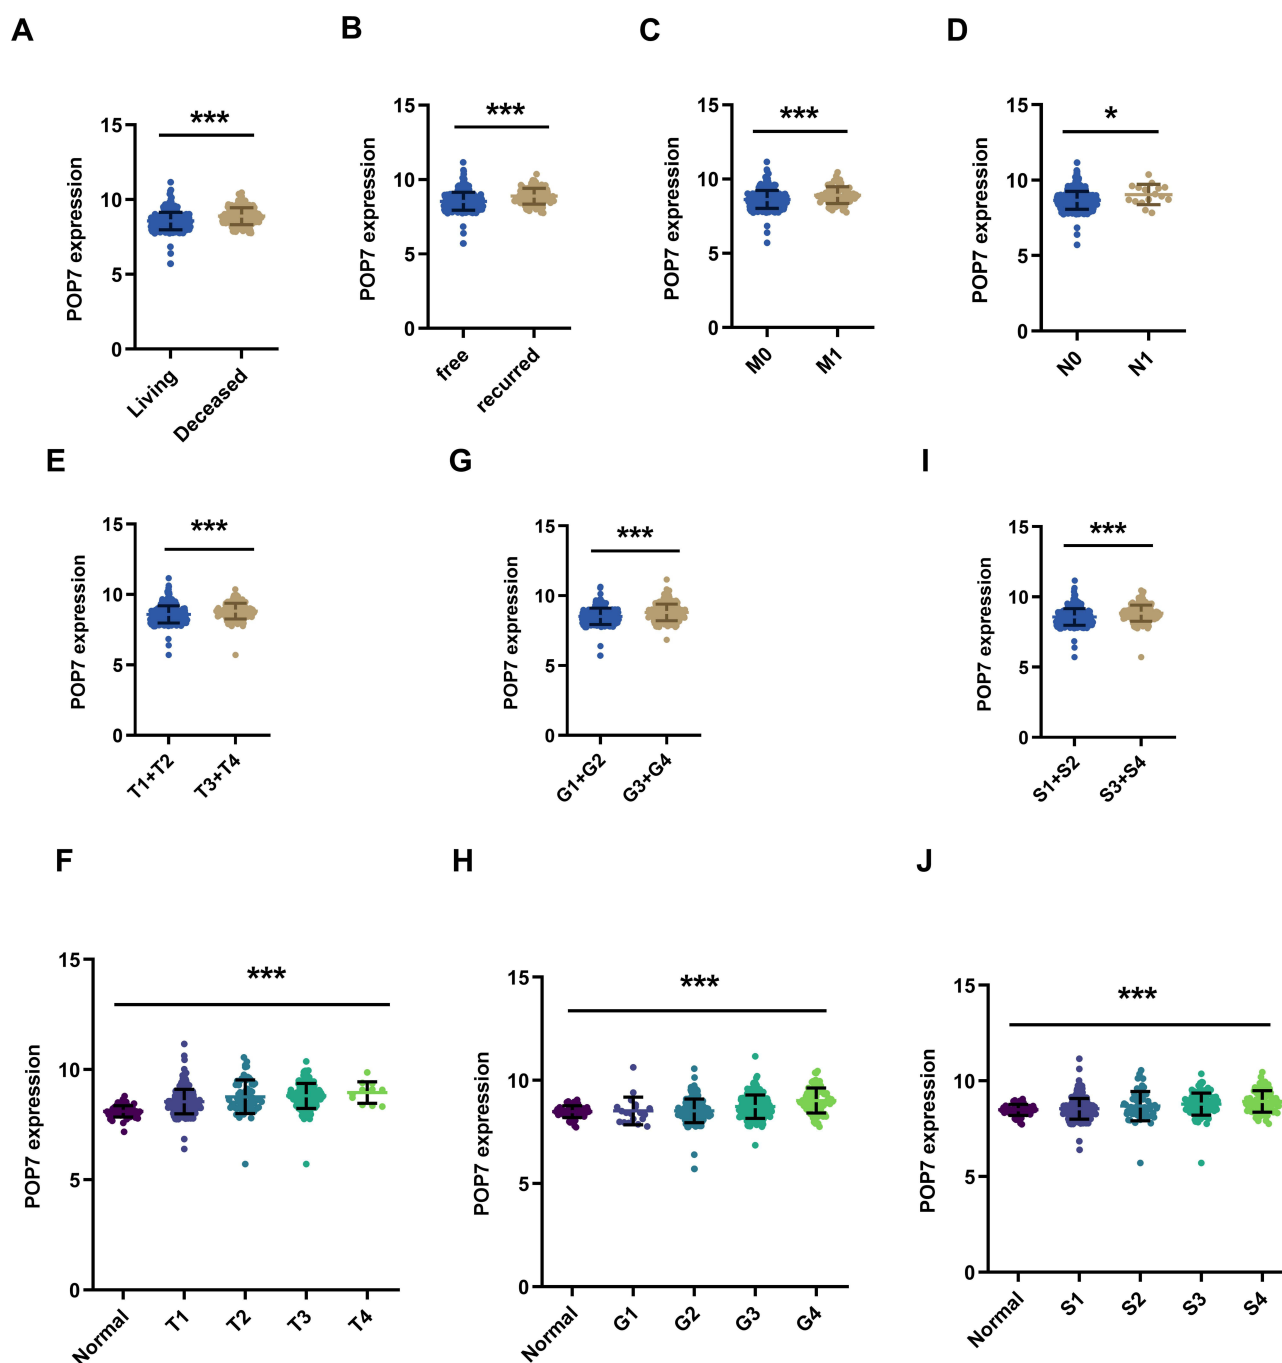 A
B
C
D
POP7 expression
15
10
5
0
***
Living
Deceased
POP7 expression
15
10
5
0
***
free
recurred
POP7 expression
15
10
5
0
***
M0
M1
POP7 expression
15
10
5
0
*
N0
N1
E
G
I
POP7 expression
15
10
5
0
***
T1+T2
T3+T4
POP7 expression
15
10
5
0
***
G1+G2
G3+G4
POP7 expression
15
10
5
0
***
S1+S2
S3+S4
F
H
J
POP7 expression
15
10
5
0
***
Normal
T1
T2
T3
T4
POP7 expression
15
10
5
0
***
Normal
G1
G2
G3
G4
POP7 expression
15
10
5
0
***
Normal
S1
S2
S3
S4